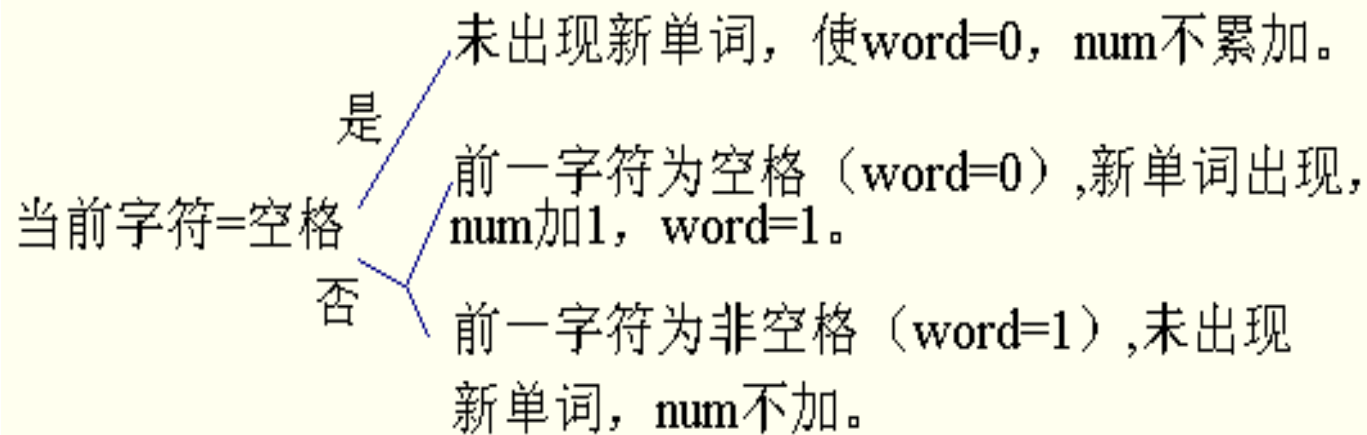 未出现新单词，使word=0，num不累加。
是
前一字符为空格（word=0）,新单词出现，
当前字符=空格
num加1，word=1。
否
前一字符为非空格（word=1）,未出现
新单词，num不加。